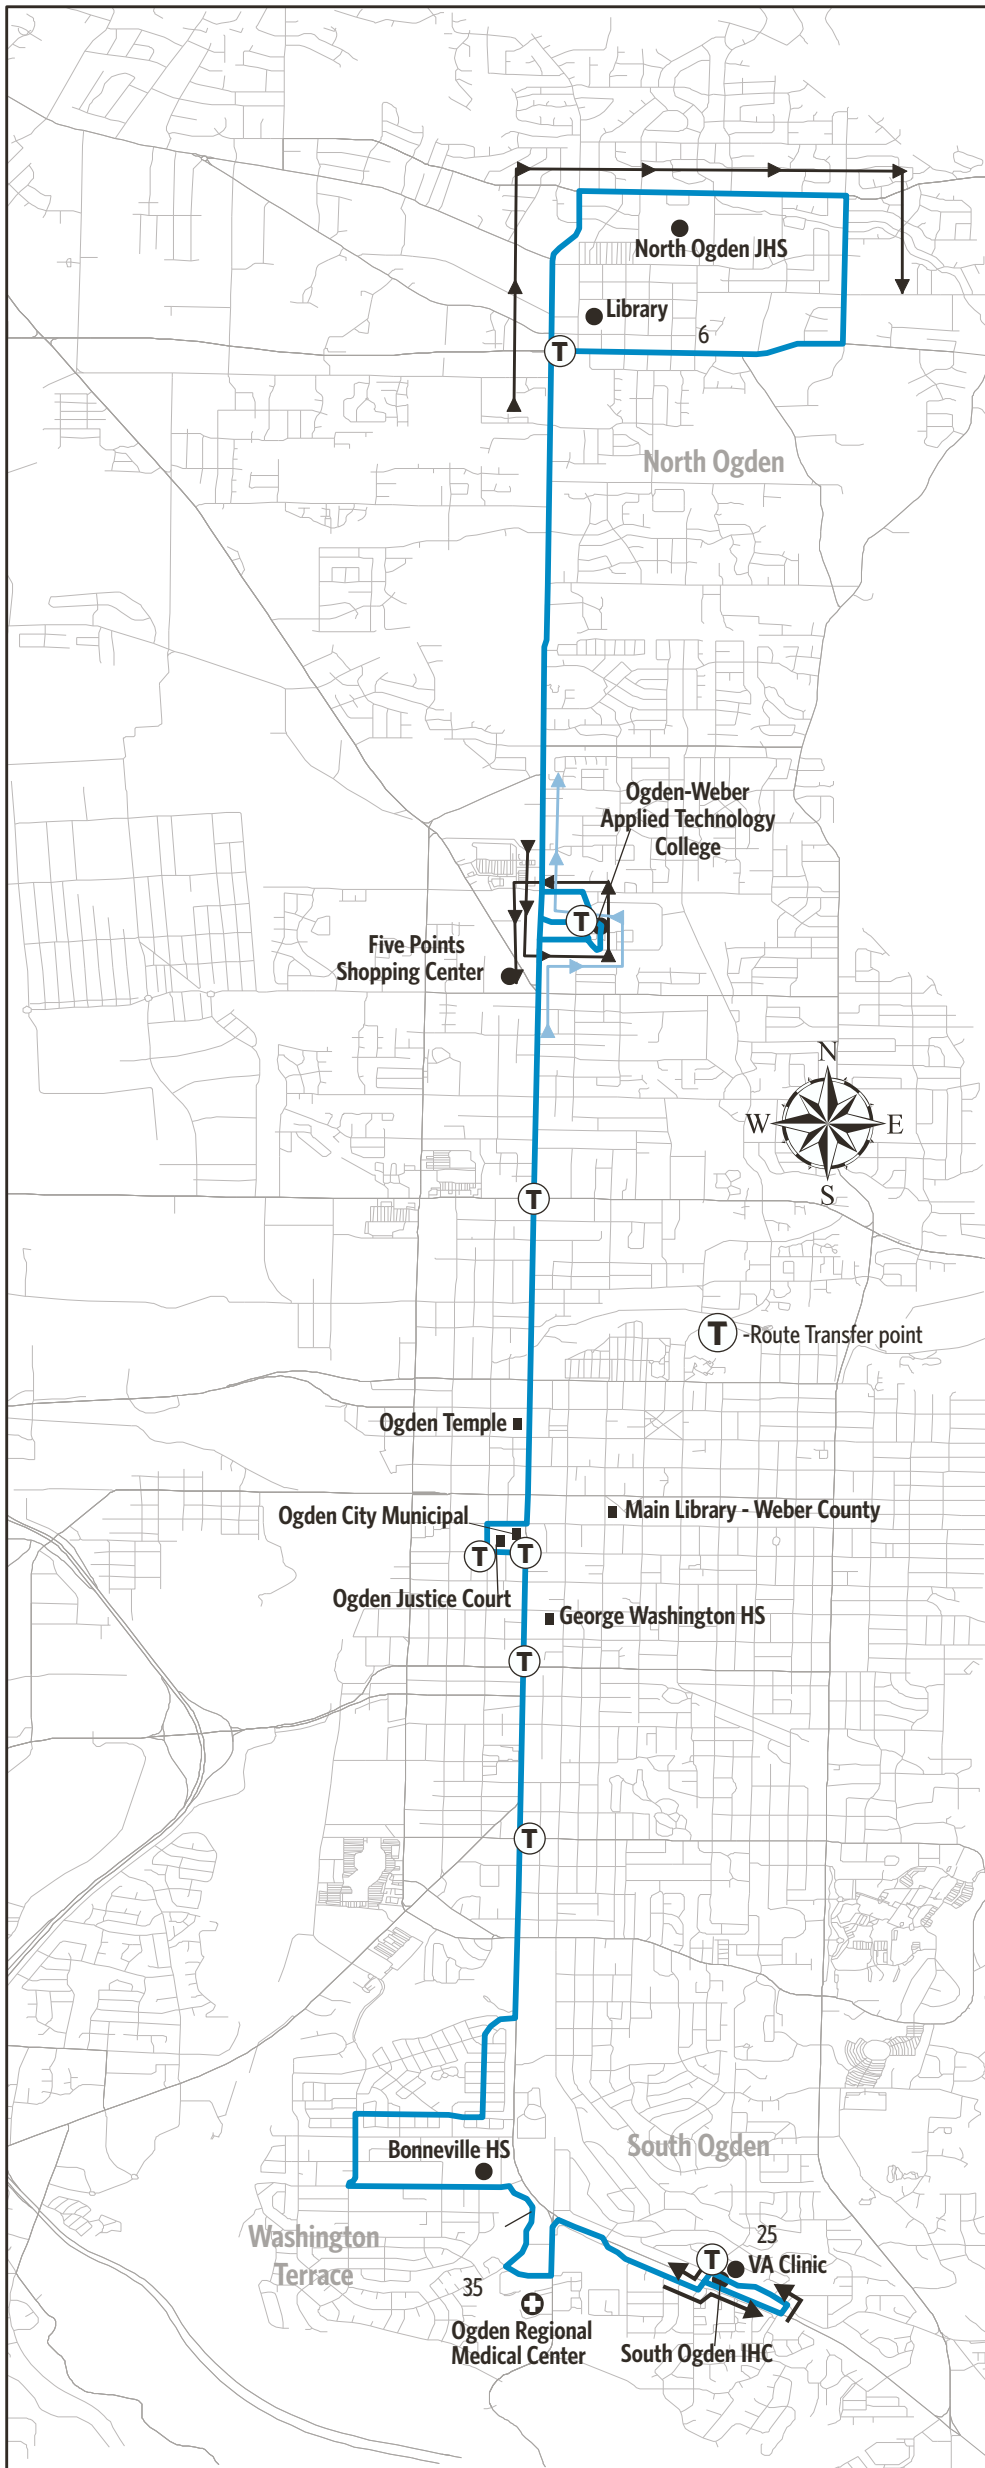 North Ogden JHS
Library
6
T
North Ogden
Ogden-Weber
Applied Technology
College
T
Five Points
Shopping Center
N
W E
S
T
T -Route Transfer point
Ogden Temple
Main Library - Weber County
Ogden City Municipal
T T
Ogden Justice Court
George Washington HS
T
T
Bonneville HS
South Ogden
Washington
Terrace
25
T VA Clinic
35
Ogden Regional
Medical Center
South Ogden IHC